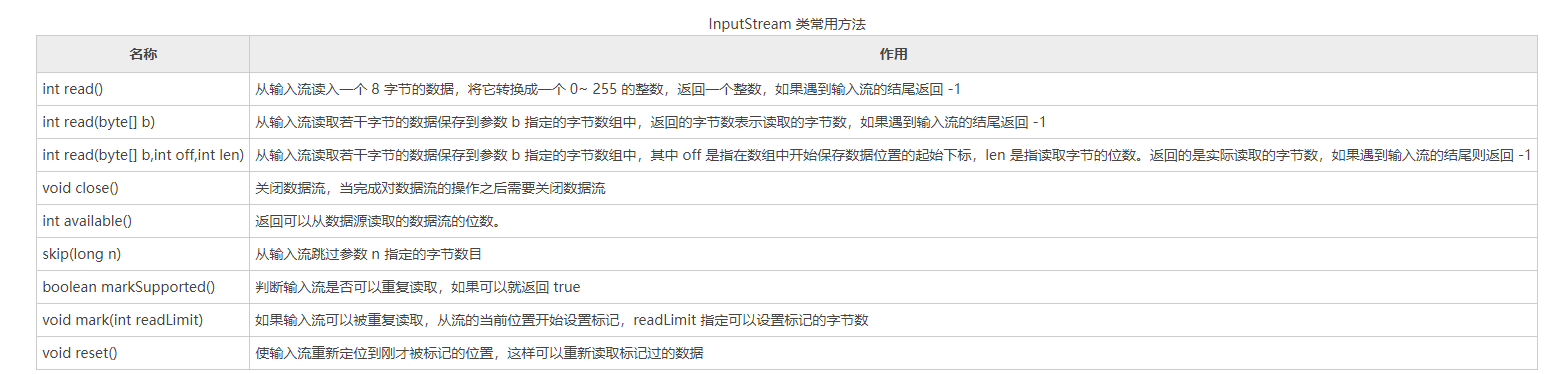 InputStream 类常用方法
名称 作用
int read() 从输入流读入一个 8 字节的数据，将它转换成一个 0~ 255 的整数，返回一个整数，如果遇到输入流的结尾返回 -1
int read(byte[] b) 从输入流读取若干字节的数据保存到参数 b 指定的字节数组中，返回的字节数表示读取的字节数，如果遇到输入流的结尾返回 -1
int read(byte[] b,int off,int len) 从输入流读取若干字节的数据保存到参数 b 指定的字节数组中，其中 off 是指在数组中开始保存数据位置的起始下标，len 是指读取字节的位数。返回的是实际读取的字节数，如果遇到输入流的结尾则返回 -1
void close() 关闭数据流，当完成对数据流的操作之后需要关闭数据流
int available() 返回可以从数据源读取的数据流的位数。
skip(long n) 从输入流跳过参数 n 指定的字节数目
boolean markSupported() 判断输入流是否可以重复读取，如果可以就返回 true
void mark(int readLimit) 如果输入流可以被重复读取，从流的当前位置开始设置标记，readLimit 指定可以设置标记的字节数
void reset() 使输入流重新定位到刚才被标记的位置，这样可以重新读取标记过的数据